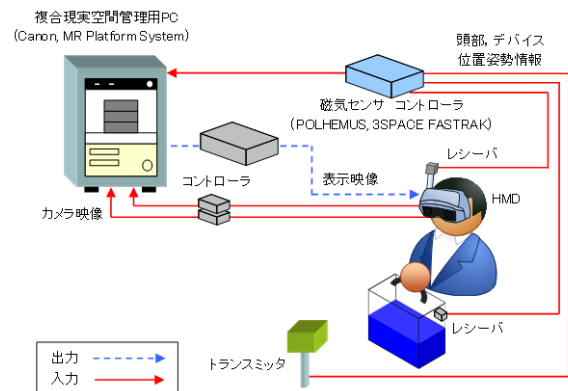 複合現実空間管理用PC
(Canon, MR Platform System)
頭部, デバイス
位置姿勢情報
磁気センサ コントローラ
(POLHEMUS, 3SPACE FASTRAK)
レシーバ
コントローラ
表示映像
HMD
カメラ映像
レシーバ
トランスミッタ
出力
入力